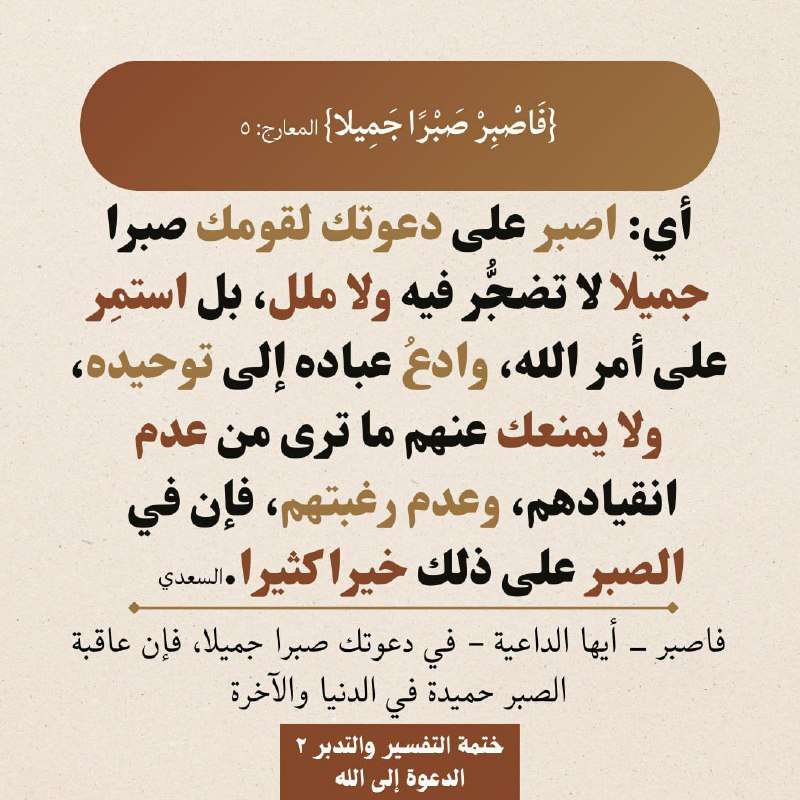 {فَاصْبِرْ صَبْرًا جَمِيلا} المعارج: ٥
أي: اصبر على دعوتك لقومك صبرا
جميلا لا تضجُّر فيه ولا ملل، بل استمِر
على أمر الله، وادعُ عباده إلى توحيده،
ولا يمنعك عنهم ما ترى من عدم
انقيادهم، وعدم رغبتهم، فإن في
الصبر على ذلك خيرا كثيرا.السعدي
فاصبر – أيها الداعية – في دعوتك صبرا جميلا، فإن عاقبة
الصبر حميدة في الدنيا والآخرة
ختمة التفسير والتدبر ٢
الدعوة إلى الله